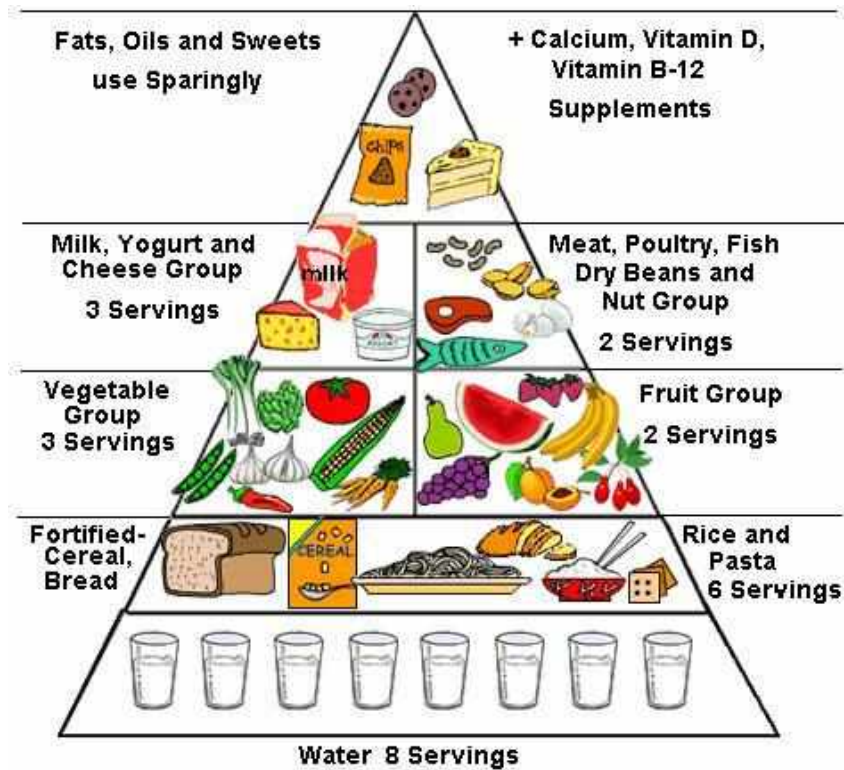 Fats, Oils and Sweets
use Sparingly
+ Calcium, Vitamin D,
Vitamin B-12
Supplements
CHIPS
Milk, Yogurt and
Cheese Group
3 Servings
milk
Meat, Poultry, Fish
Dry Beans and
Nut Group
2 Servings
Vegetable
Group
3 Servings
Fruit Group
2 Servings
Fortified-
Cereal,
Bread
CEREAL
Rice and
Pasta
6 Servings
Water 8 Servings